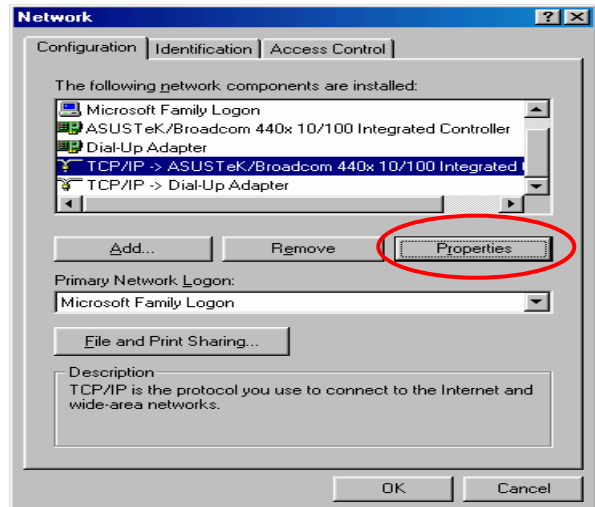 Network
Configuration Identification Access Control
The following network components are installed:
Microsoft Family Logon
ASUSTeK/Broadcom 440x 10/100 Integrated Controller
Dial-Up Adapter
TCP/IP -> ASUSTeK/Broadcom 440x 10/100 Integrated
TCP/IP -> Dial-Up Adapter
Add... Remove Properties
Primary Network Logon:
Microsoft Family Logon
File and Print Sharing...
Description
TCP/IP is the protocol you use to connect to the Internet and
wide-area networks.
OK Cancel